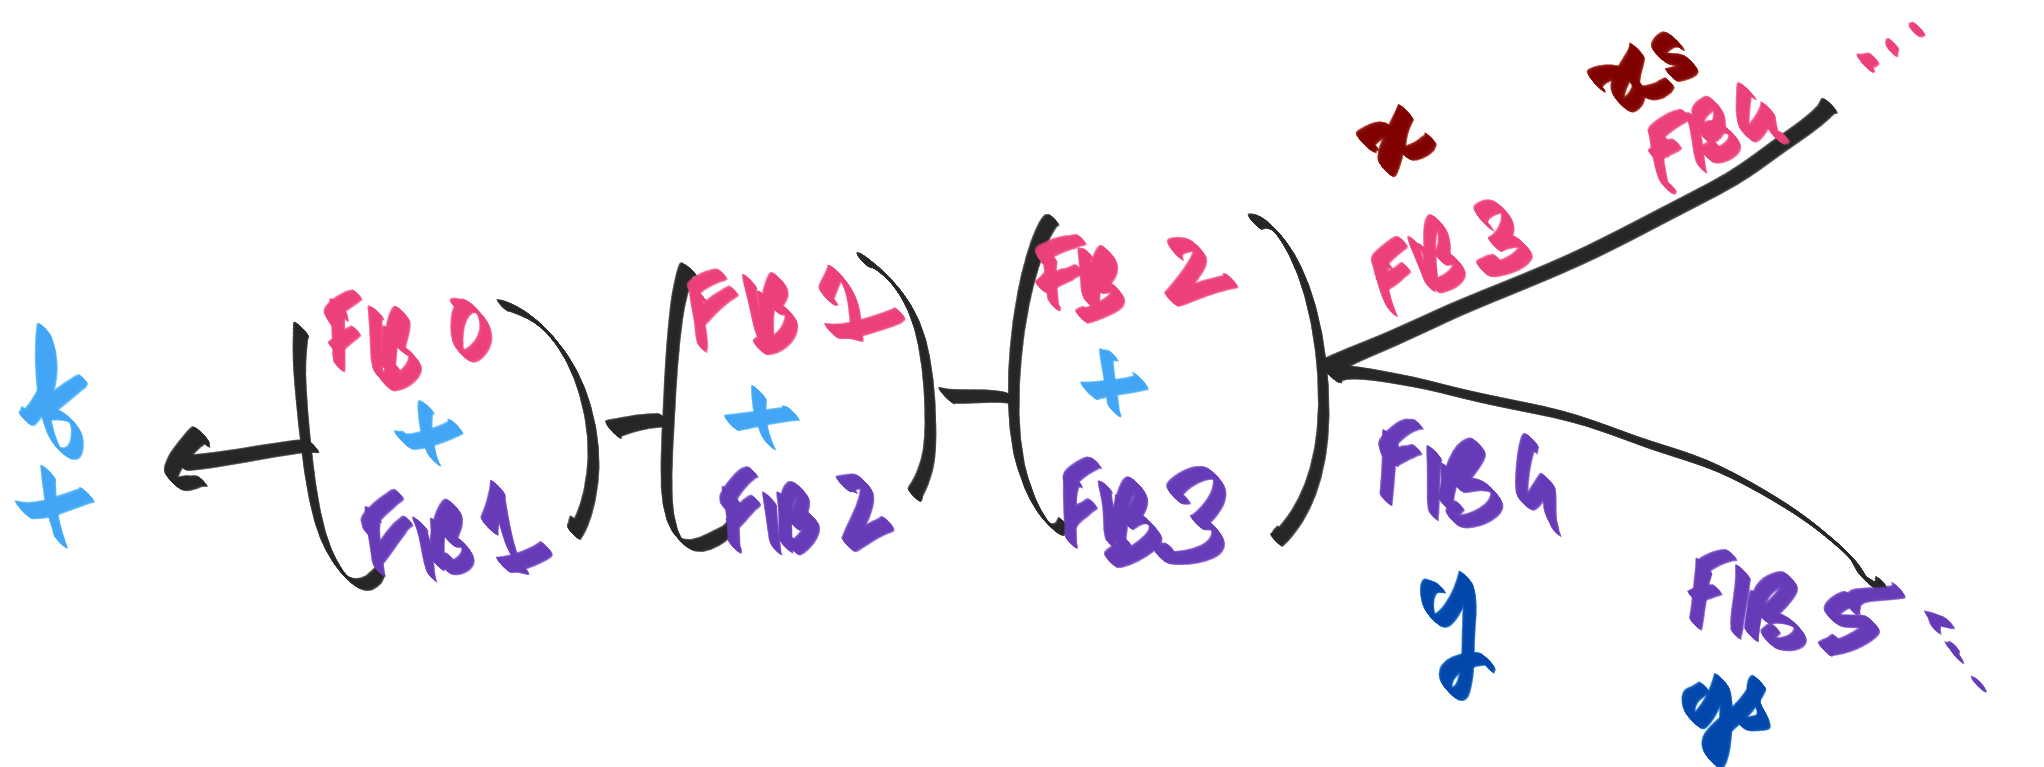 f
+
FIB 0
+
FIB 1
FIB 1
+
FIB 2
FIB 2
+
FIB 3
x
FIB 3
xs
FIB 4
...
FIB 4
y
FIB 5 ...
ys